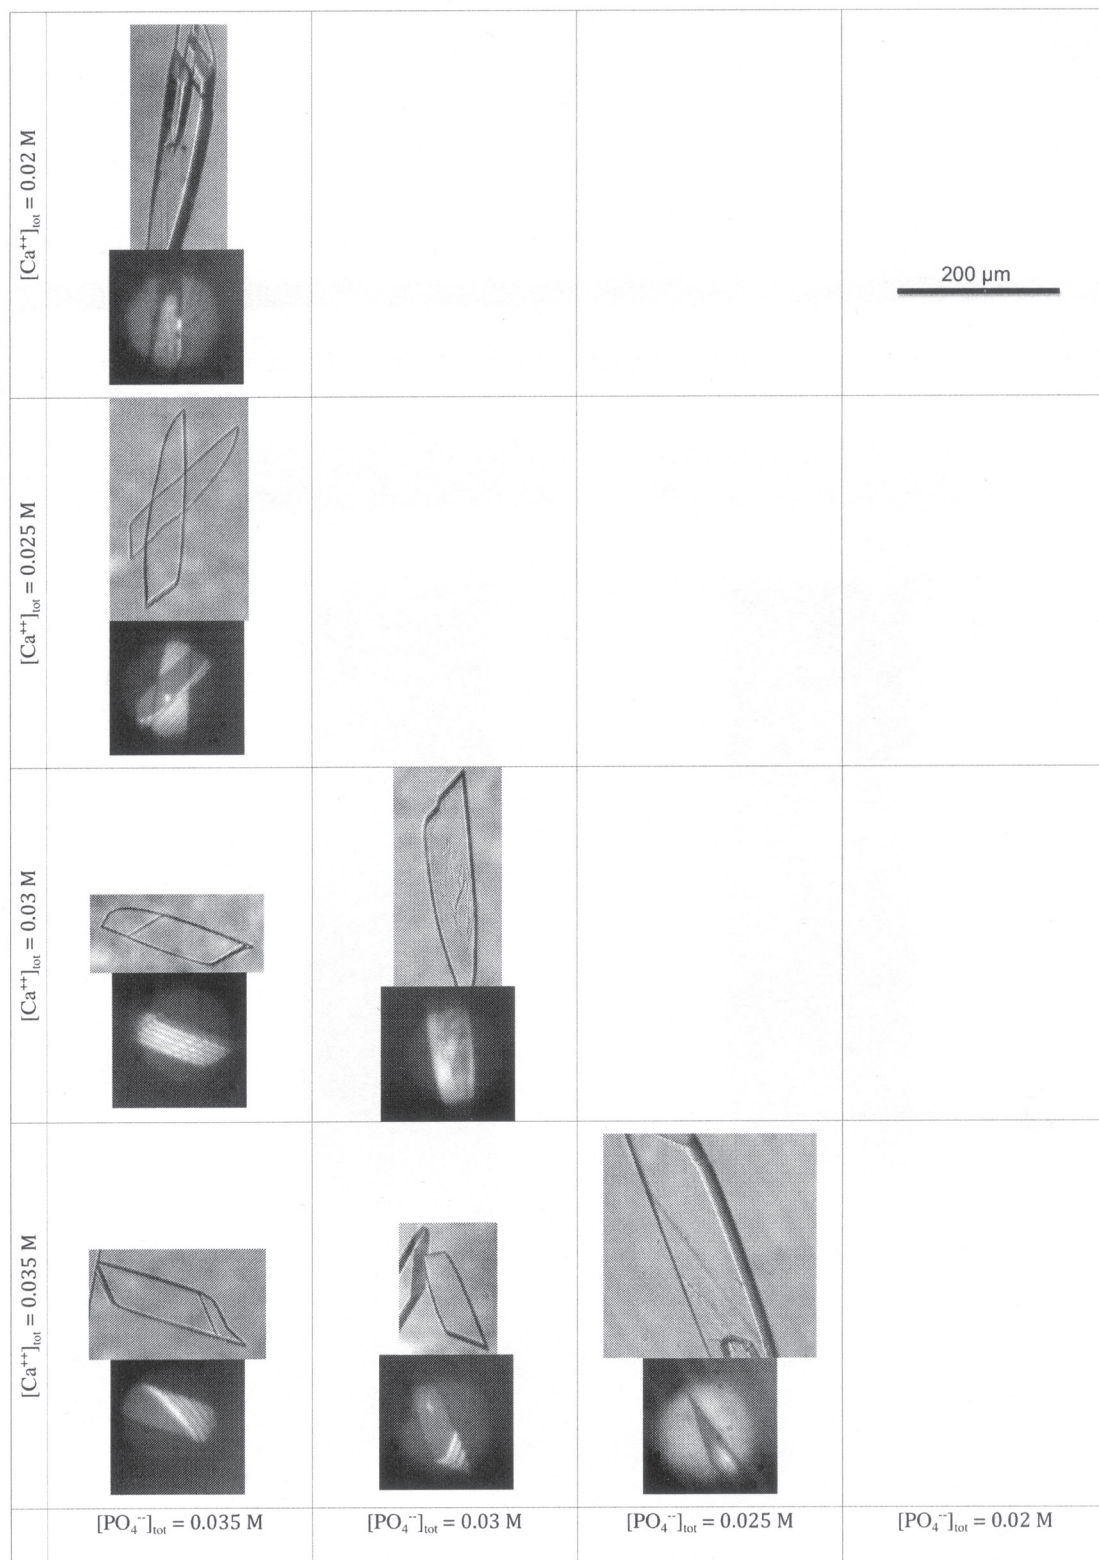 [Ca⁺⁺]ₜₒₜ = 0.02 M
200 µm
[Ca⁺⁺]ₜₒₜ = 0.025 M
[Ca⁺⁺]ₜₒₜ = 0.03 M
[Ca⁺⁺]ₜₒₜ = 0.035 M
[PO₄⁻⁻]ₜₒₜ = 0.035 M
[PO₄⁻⁻]ₜₒₜ = 0.03 M
[PO₄⁻⁻]ₜₒₜ = 0.025 M
[PO₄⁻⁻]ₜₒₜ = 0.02 M